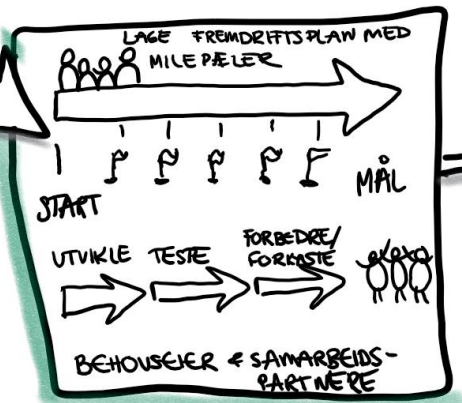 LAGE FREMDRIFTSPLAN MED
MILEPÆLER
START
MÅL
UTVIKLE
TESTE
FORBEDRE/
FORKASTE
BEHOVSEIER & SAMARBEIDS-
PARTNERE